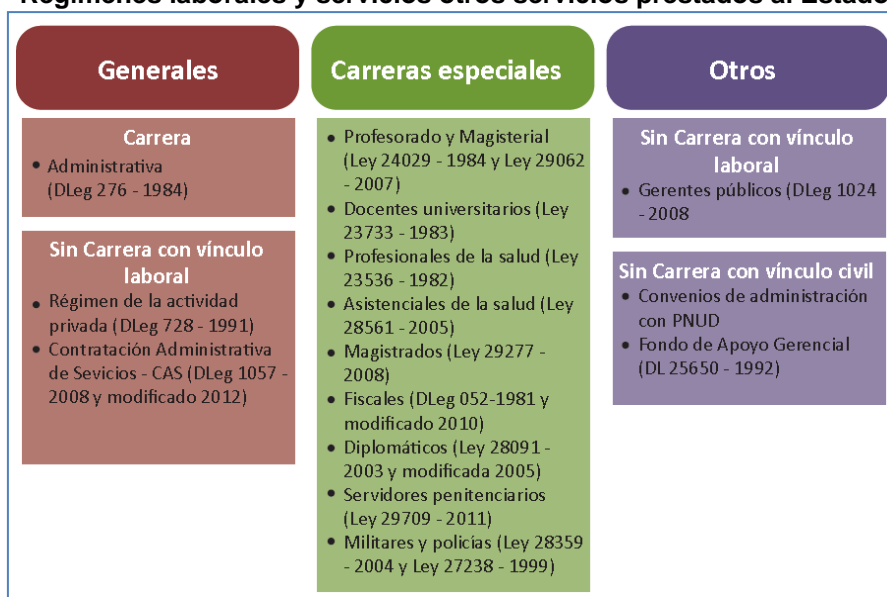 Regímenes laborales y servicios otros servicios prestados al Estado
Generales
Carrera
• Administrativa
(DLeg 276 - 1984)
Sin Carrera con vínculo
laboral
• Régimen de la actividad
privada (DLeg 728 - 1991)
• Contratación Administrativa
de Sevicios - CAS (DLeg 1057 -
2008 y modificado 2012)
Carreras especiales
• Profesorado y Magisterial
(Ley 24029 - 1984 y Ley 29062
- 2007)
• Docentes universitarios (Ley
23733 - 1983)
• Profesionales de la salud (Ley
23536 - 1982)
• Asistenciales de la salud (Ley
28561 - 2005)
• Magistrados (Ley 29277 -
2008)
• Fiscales (DLeg 052-1981 y
modificado 2010)
• Diplomáticos (Ley 28091 -
2003 y modificada 2005)
• Servidores penitenciarios
(Ley 29709 - 2011)
• Militares y policías (Ley 28359
- 2004 y Ley 27238 - 1999)
Otros
Sin Carrera con vínculo
laboral
• Gerentes públicos (DLeg 1024
- 2008
Sin Carrera con vínculo civil
• Convenios de administración
con PNUD
• Fondo de Apoyo Gerencial
(DL 25650 - 1992)